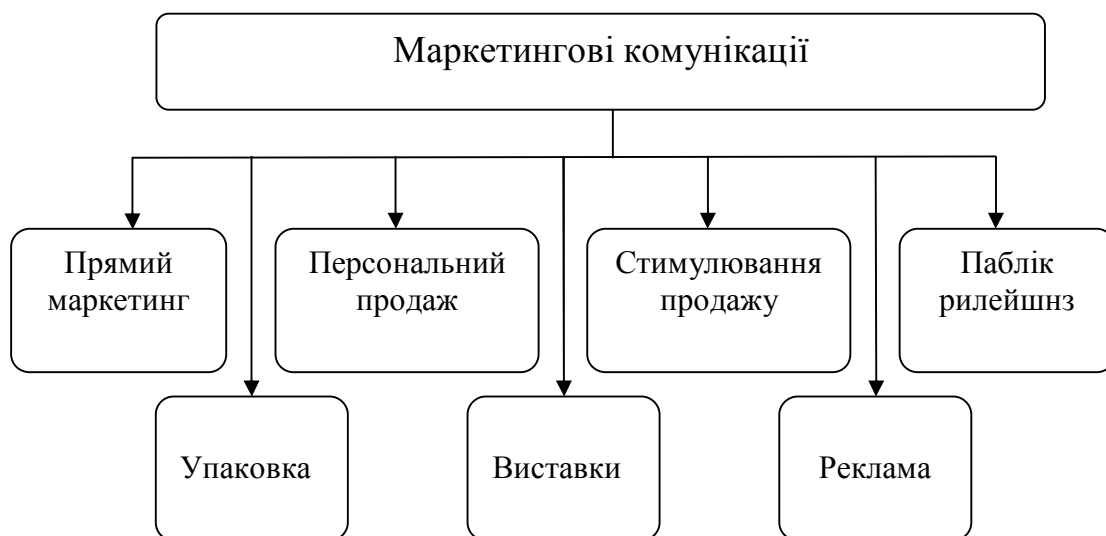 Маркетингові комунікації
Прямий
маркетинг
Персональний
продаж
Стимулювання
продажу
Паблік
рилейшнз
Упаковка
Виставки
Реклама